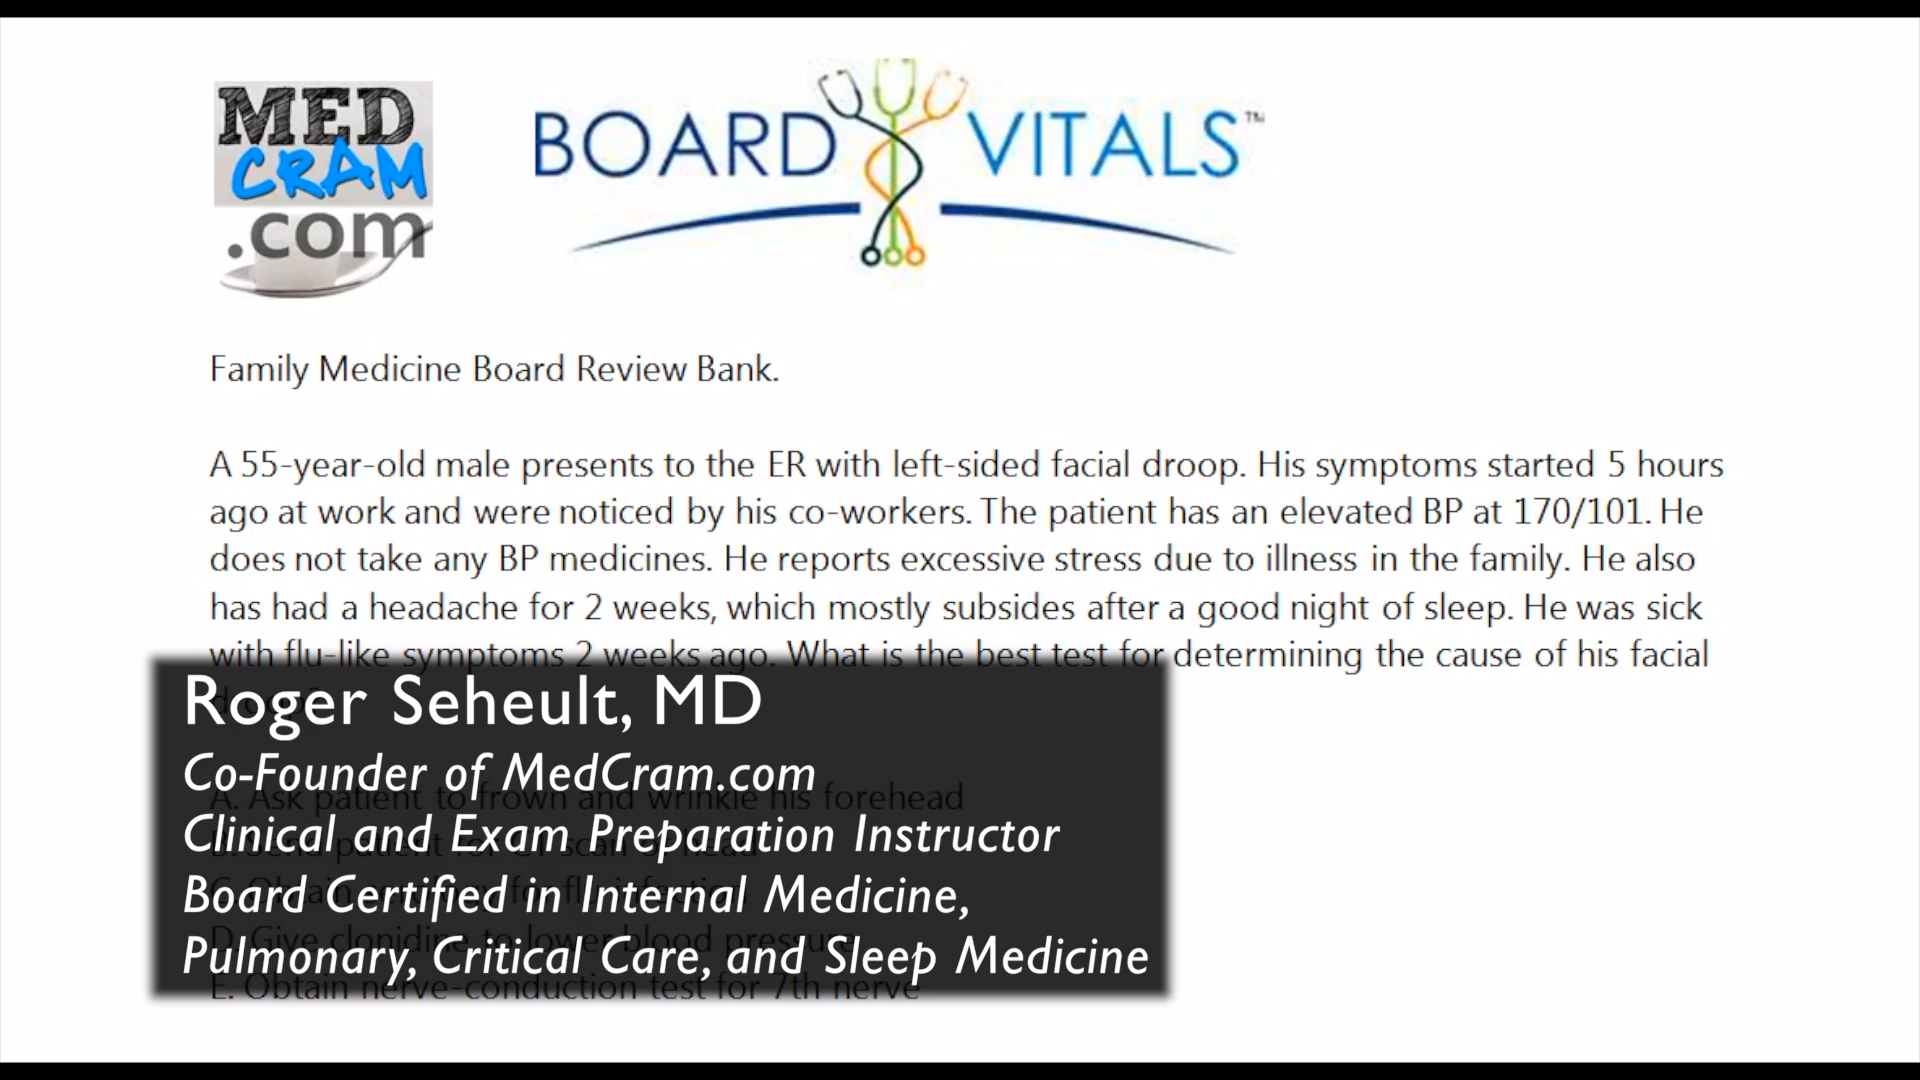 MED
CRAM
.com
BOARD VITALS™
Family Medicine Board Review Bank.
A 55-year-old male presents to the ER with left-sided facial droop. His symptoms started 5 hours
ago at work and were noticed by his co-workers. The patient has an elevated BP at 170/101. He
does not take any BP medicines. He reports excessive stress due to illness in the family. He also
has had a headache for 2 weeks, which mostly subsides after a good night of sleep. He was sick
with flu-like symptoms 2 weeks ago. What is the best test for determining the cause of his facial
Roger Seheult, MD
Co-Founder of MedCram.com
A. Ask patient to frown and wrinkle his forehead
Clinical and Exam Preparation Instructor
Board Certified in Internal Medicine,
D. Give clonidine to lower blood pressure
Pulmonary, Critical Care, and Sleep Medicine
E. Obtain nerve-conduction test for 7th nerve